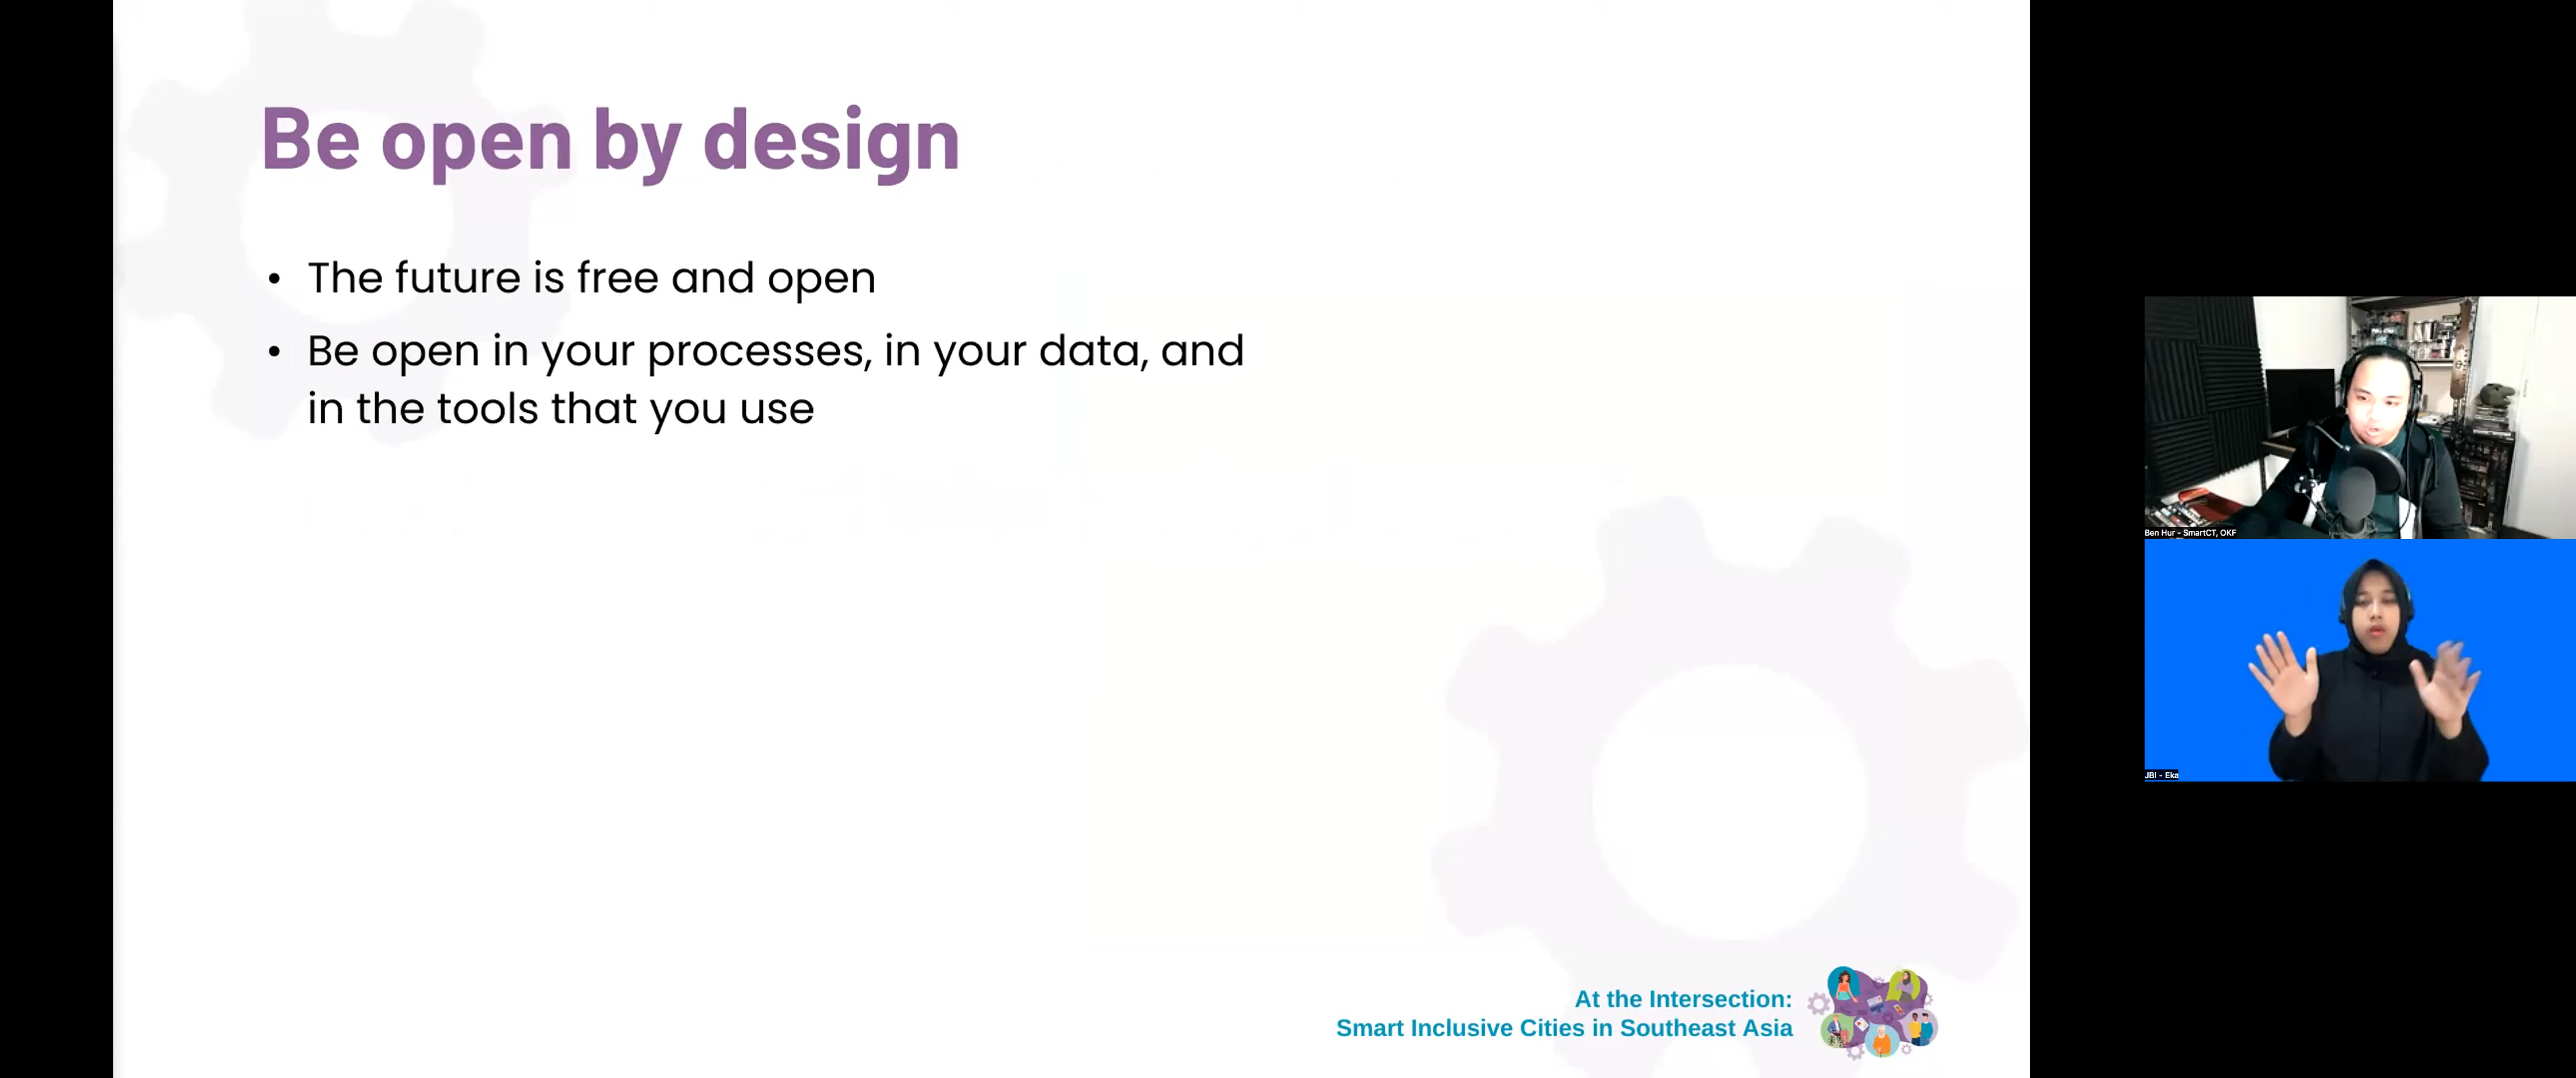 Be open by design
• The future is free and open
• Be open in your processes, in your data, and
in the tools that you use
Ben Hur - SmartCT, OKF
JBI - Eka
At the Intersection:
Smart Inclusive Cities in Southeast Asia